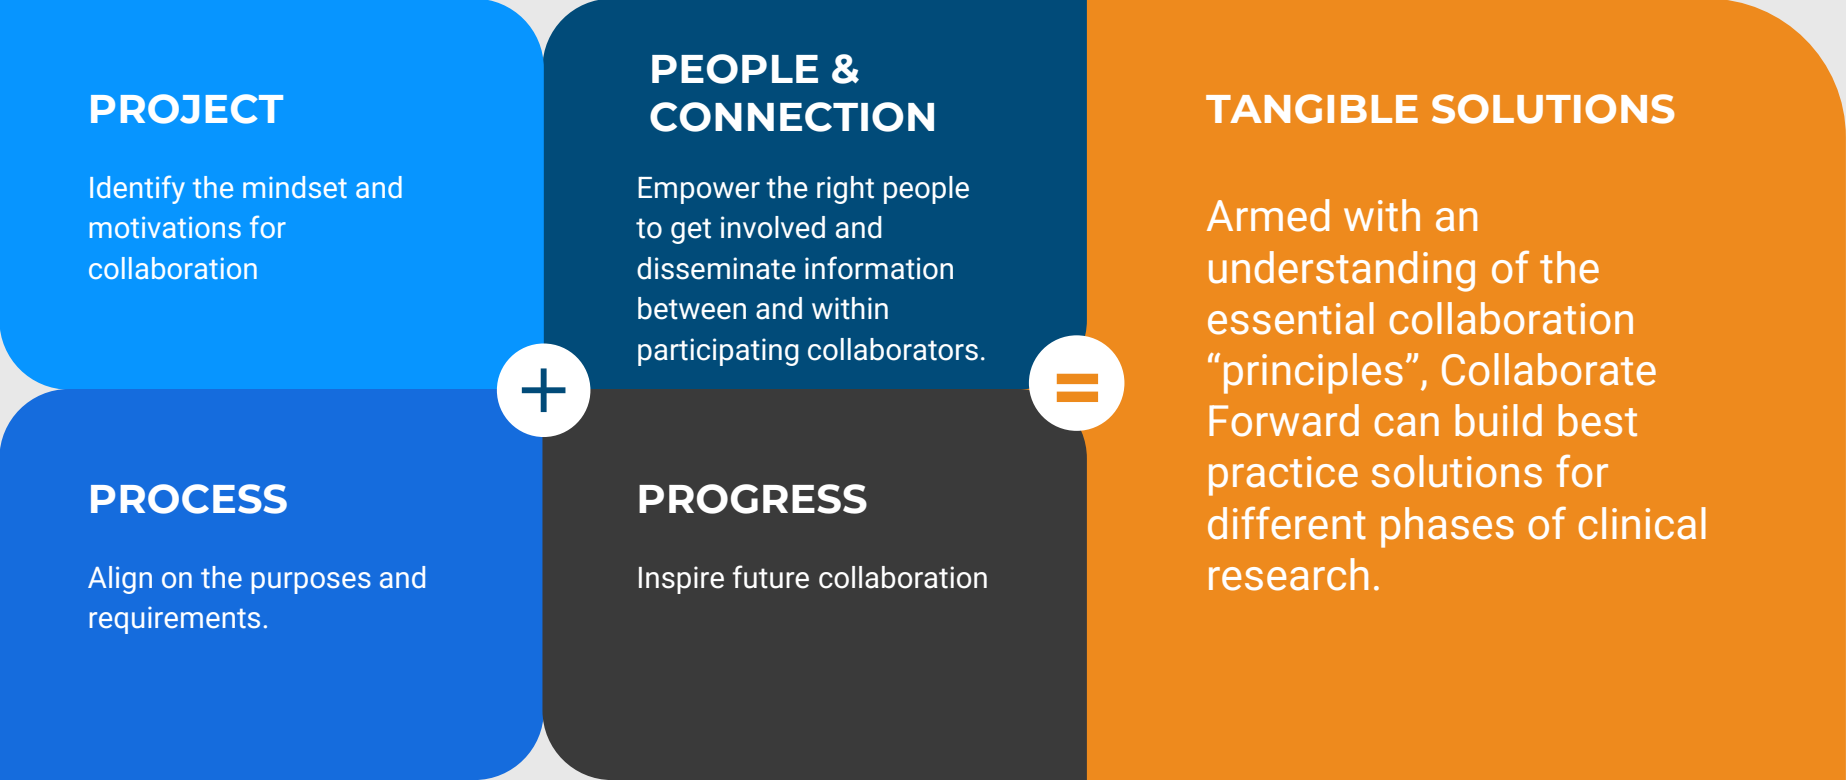 PROJECT
Identify the mindset and
motivations for
collaboration
PEOPLE &
CONNECTION
Empower the right people
to get involved and
disseminate information
between and within
participating collaborators.
+
=
PROCESS
Align on the purposes and
requirements.
PROGRESS
Inspire future collaboration
TANGIBLE SOLUTIONS
Armed with an
understanding of the
essential collaboration
“principles”, Collaborate
Forward can build best
practice solutions for
different phases of clinical
research.